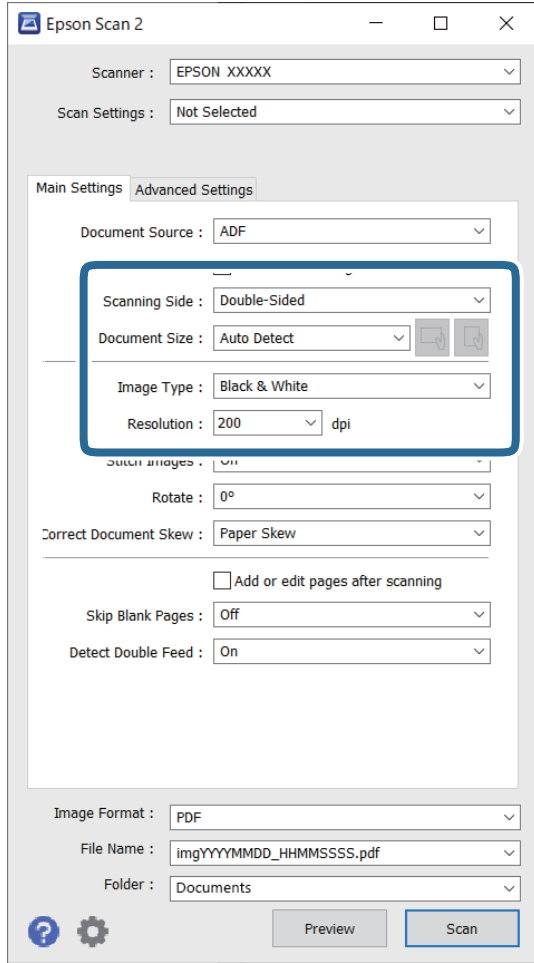 Epson Scan 2
Scanner : EPSON XXXXX
Scan Settings : Not Selected
Main Settings Advanced Settings
Document Source : ADF
Scanning Side : Double-Sided
Document Size : Auto Detect
Image Type : Black & White
Resolution : 200 dpi
Stitch Images : Off
Rotate : 0°
Correct Document Skew : Paper Skew
Add or edit pages after scanning
Skip Blank Pages : Off
Detect Double Feed : On
Image Format : PDF
File Name : imgYYYYMMDD_HHMMSSSS.pdf
Folder : Documents
Preview Scan